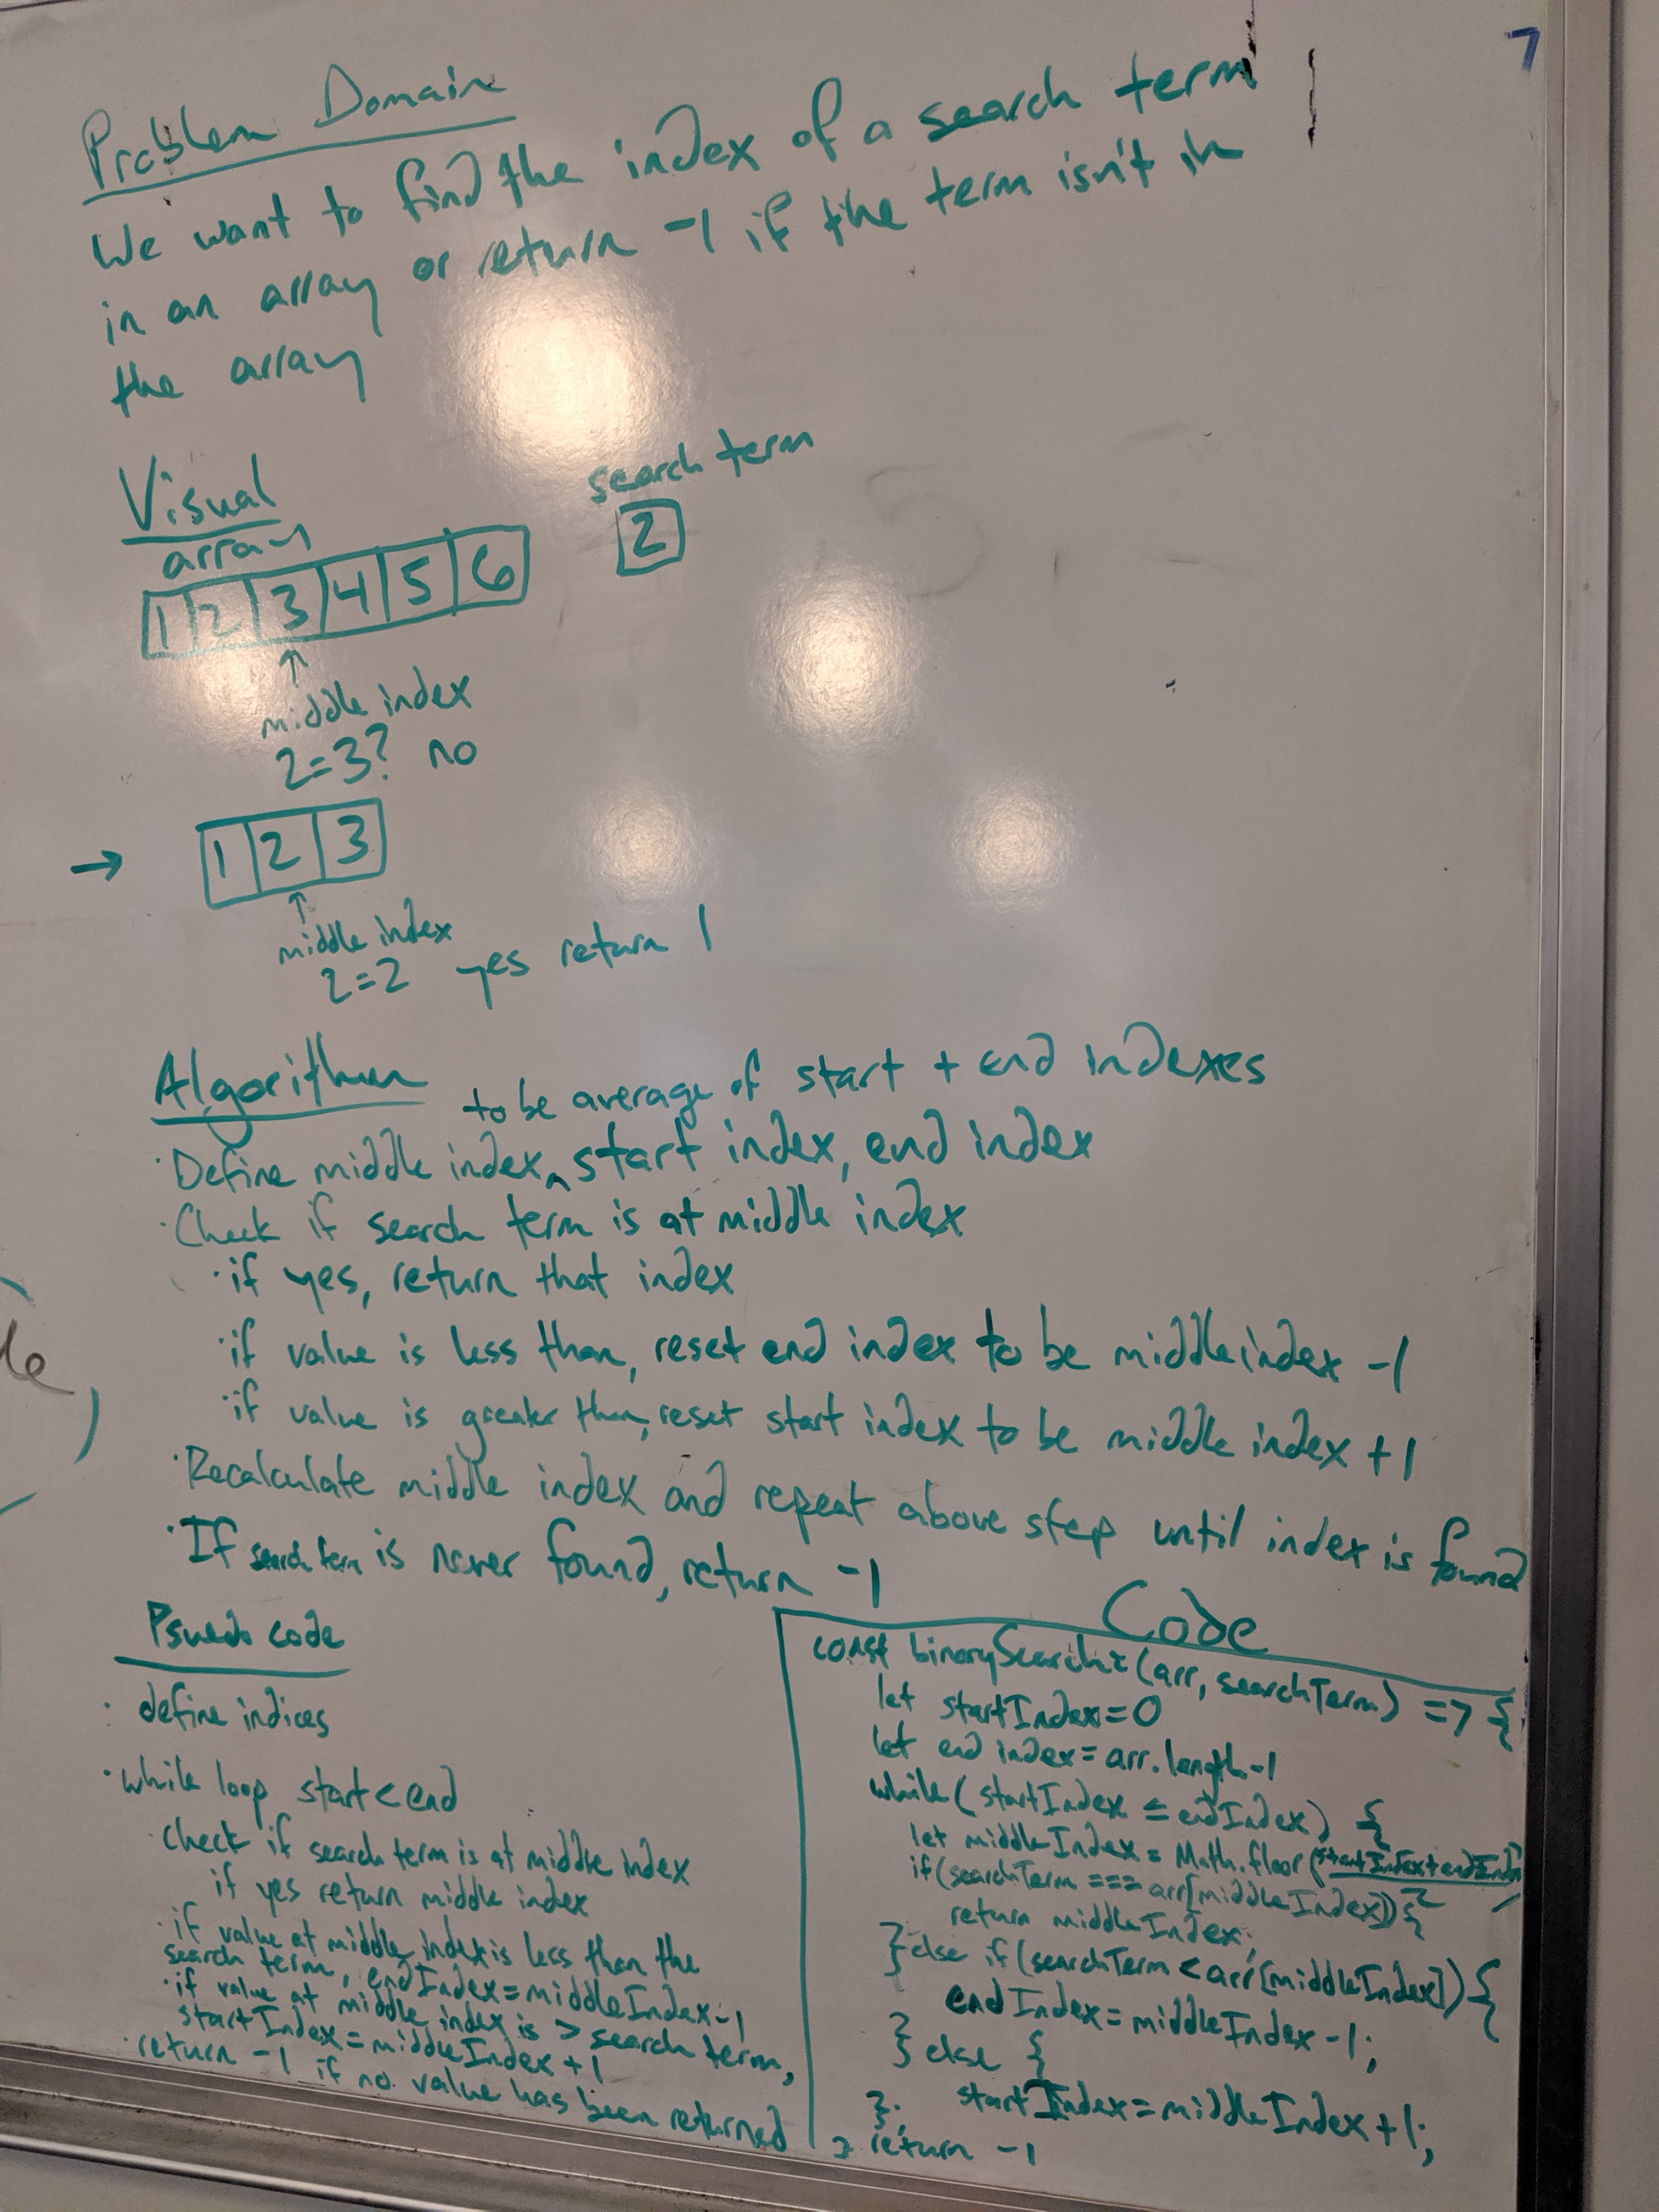 7
Problem Domain
We want to find the index of a search term
in an array or return -1 if the term isn't in
the array
Visual
array
1 2 3 4 5 6
search term
2
↑
middle index
2=3? no
→ 1 2 3
↑
middle index
2=2 yes return 1
Algorithm
to be average of start + end indexes
· Define middle index ^ start index, end index
· Check if search term is at middle index
· if yes, return that index
· if value is less than, reset end index to be middle index -1
· if value is greater than, reset start index to be middle index +1
· Recalculate middle index and repeat above step until index is found
· If search term is never found, return -1
Psuedo code
· define indices
· while loop start < end
· check if search term is at middle index
if yes return middle index
· if value at middle index is less than the
search term, endIndex = middleIndex-1
· if value at middle index is > search term,
startIndex = middleIndex +1
· return -1 if no value has been returned
Code
const binarySearch = (arr, searchTerm) => {
let startIndex = 0
let end index = arr.length-1
while (startIndex ≤ endIndex) {
let middleIndex = Math.floor(startIndex+endIndex
if(searchTerm === arr[middleIndex]){
return middleIndex;
}else if(searchTerm < arr[middleIndex]){
endIndex = middleIndex -1;
} else {
startIndex = middleIndex +1;
};
} return -1